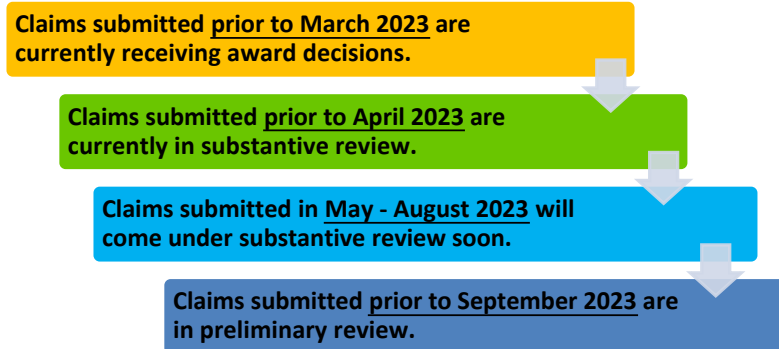 Claims submitted prior to March 2023 are
currently receiving award decisions.
Claims submitted prior to April 2023 are
currently in substantive review.
Claims submitted in May - August 2023 will
come under substantive review soon.
Claims submitted prior to September 2023 are
in preliminary review.